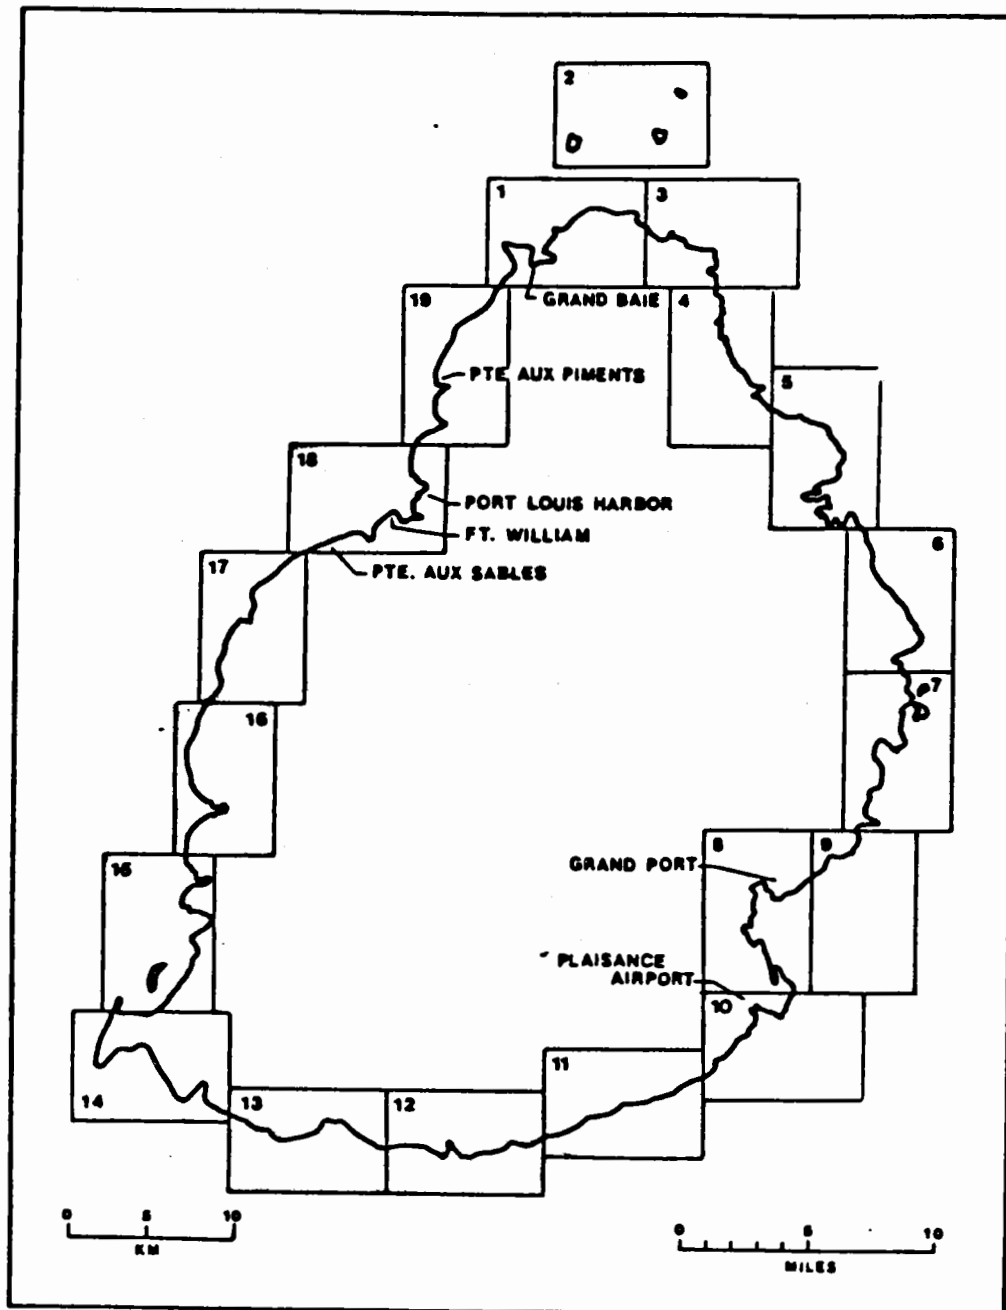 2
1
3
GRAND BAIE
19
4
PTE AUX PIMENTS
5
18
PORT LOUIS HARBOR
FT. WILLIAM
6
17
PTE. AUX SABLES
7
16
15
8
9
GRAND PORT
PLAISANCE
AIRPORT
10
11
14
13
12
0 5 10
KM
0 5 10
MILES